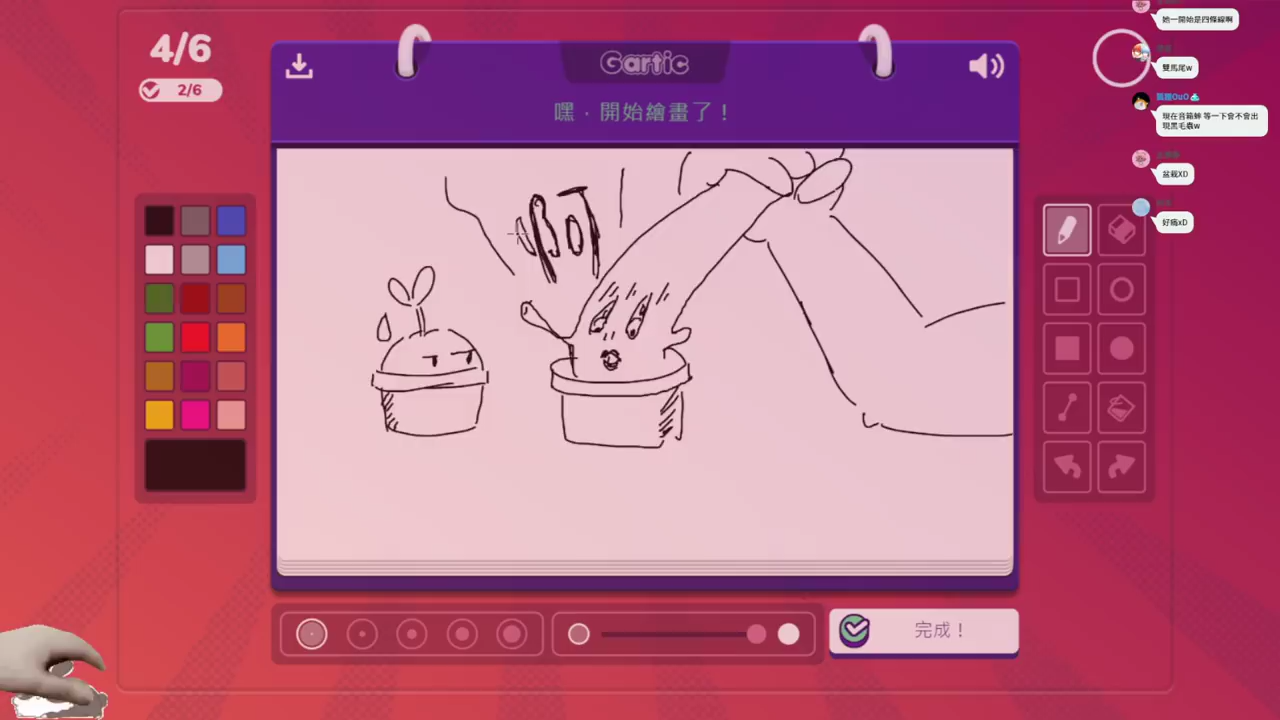 4/6
2/6
Gartic
嘿，開始繪畫了！
完成！
她一開始是四條線啊
雙馬尾w
現在音箱蟀 等一下會不會出
現黑毛蟲w
盆栽XD
好痛xD